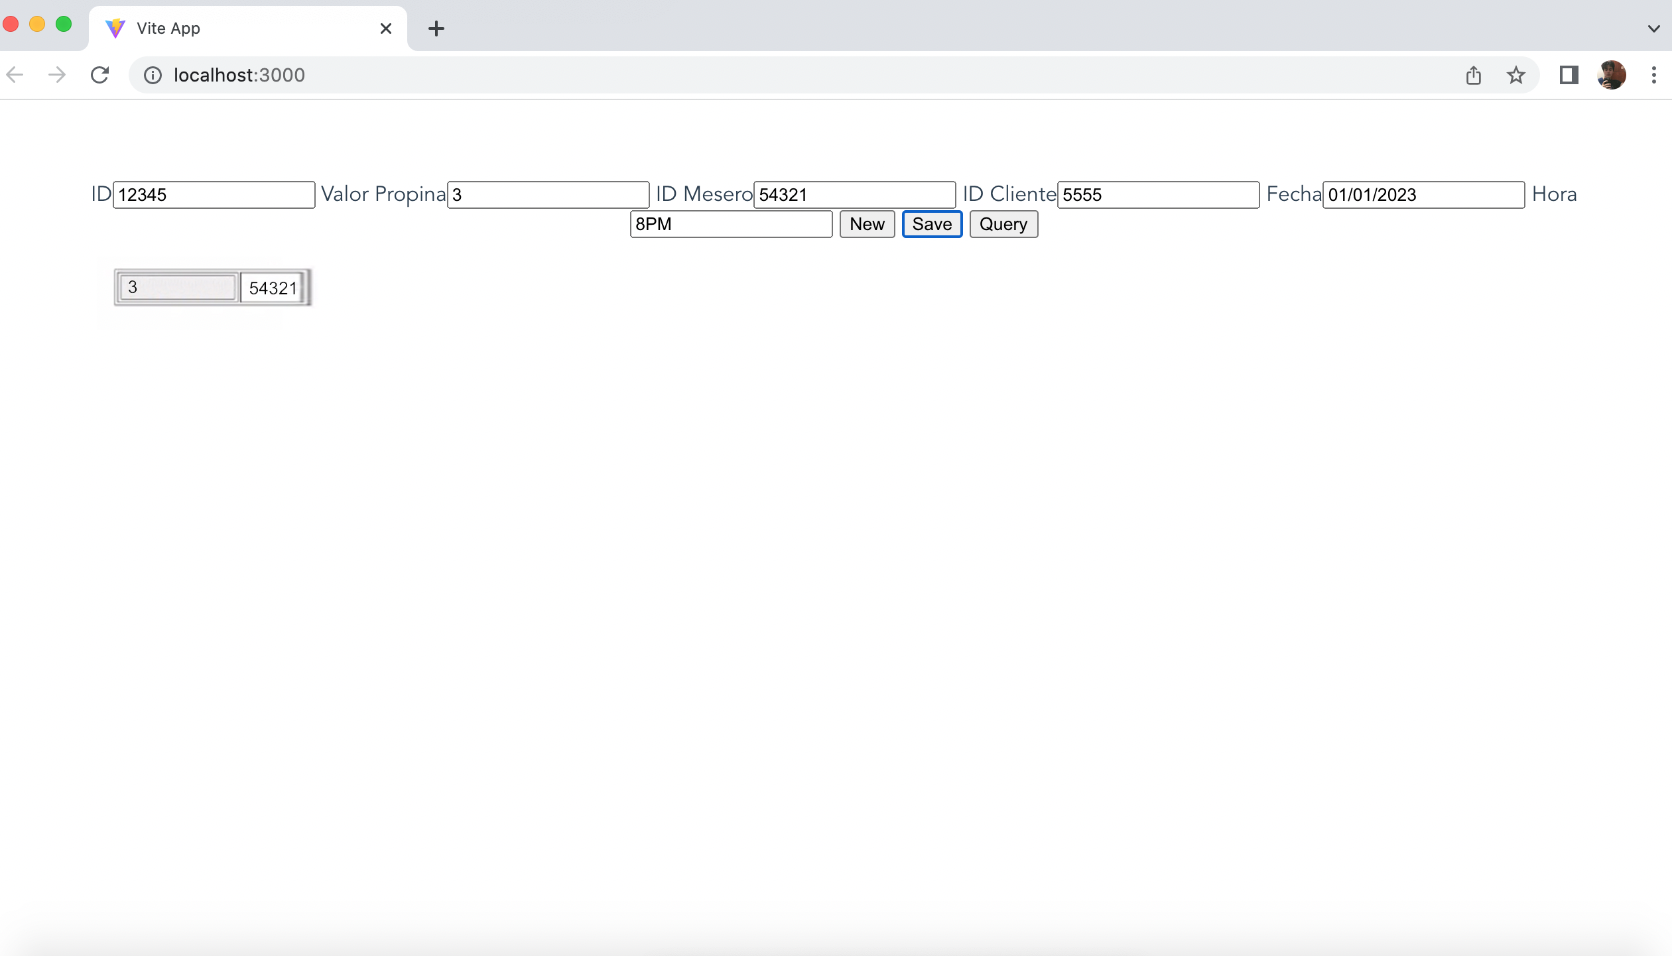 Vite App
localhost:3000
ID 12345 Valor Propina 3 ID Mesero 54321 ID Cliente 5555 Fecha 01/01/2023 Hora
8PM New Save Query
3 54321